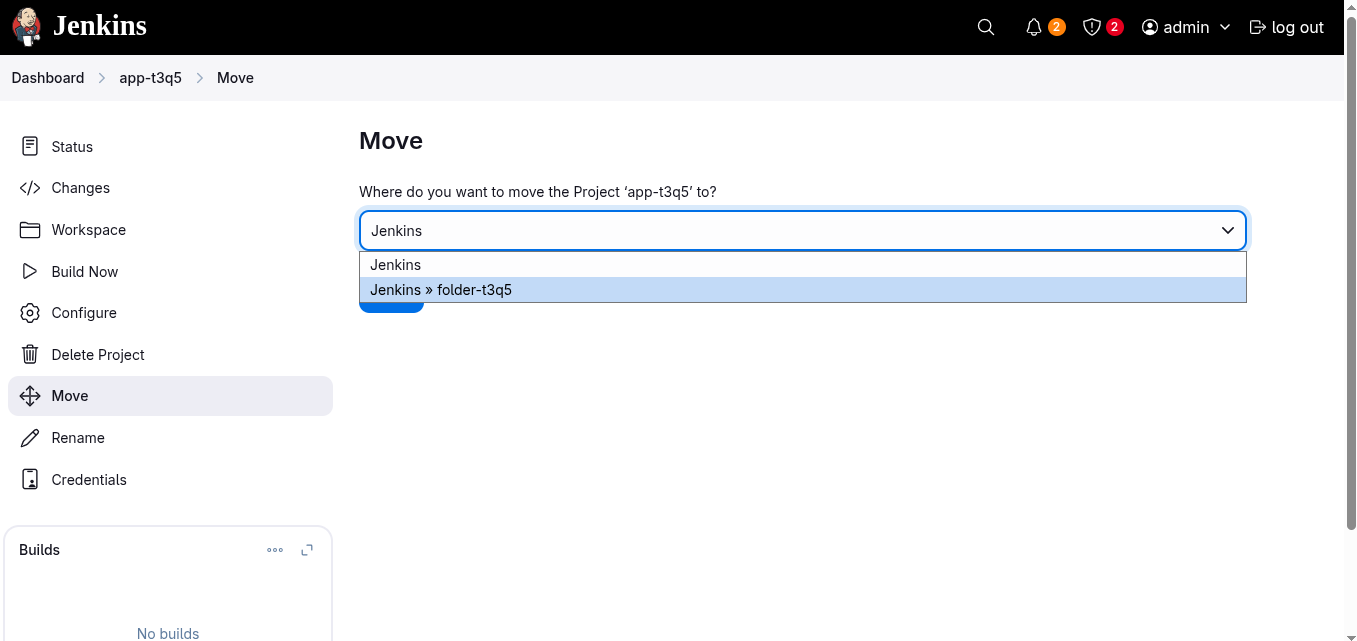 Jenkins
2
2
admin
log out
Dashboard
app-t3q5
Move
Status
Changes
Workspace
Build Now
Configure
Delete Project
Move
Rename
Credentials
Builds
No builds
Move
Where do you want to move the Project ‘app-t3q5’ to?
Jenkins
Jenkins
Jenkins » folder-t3q5